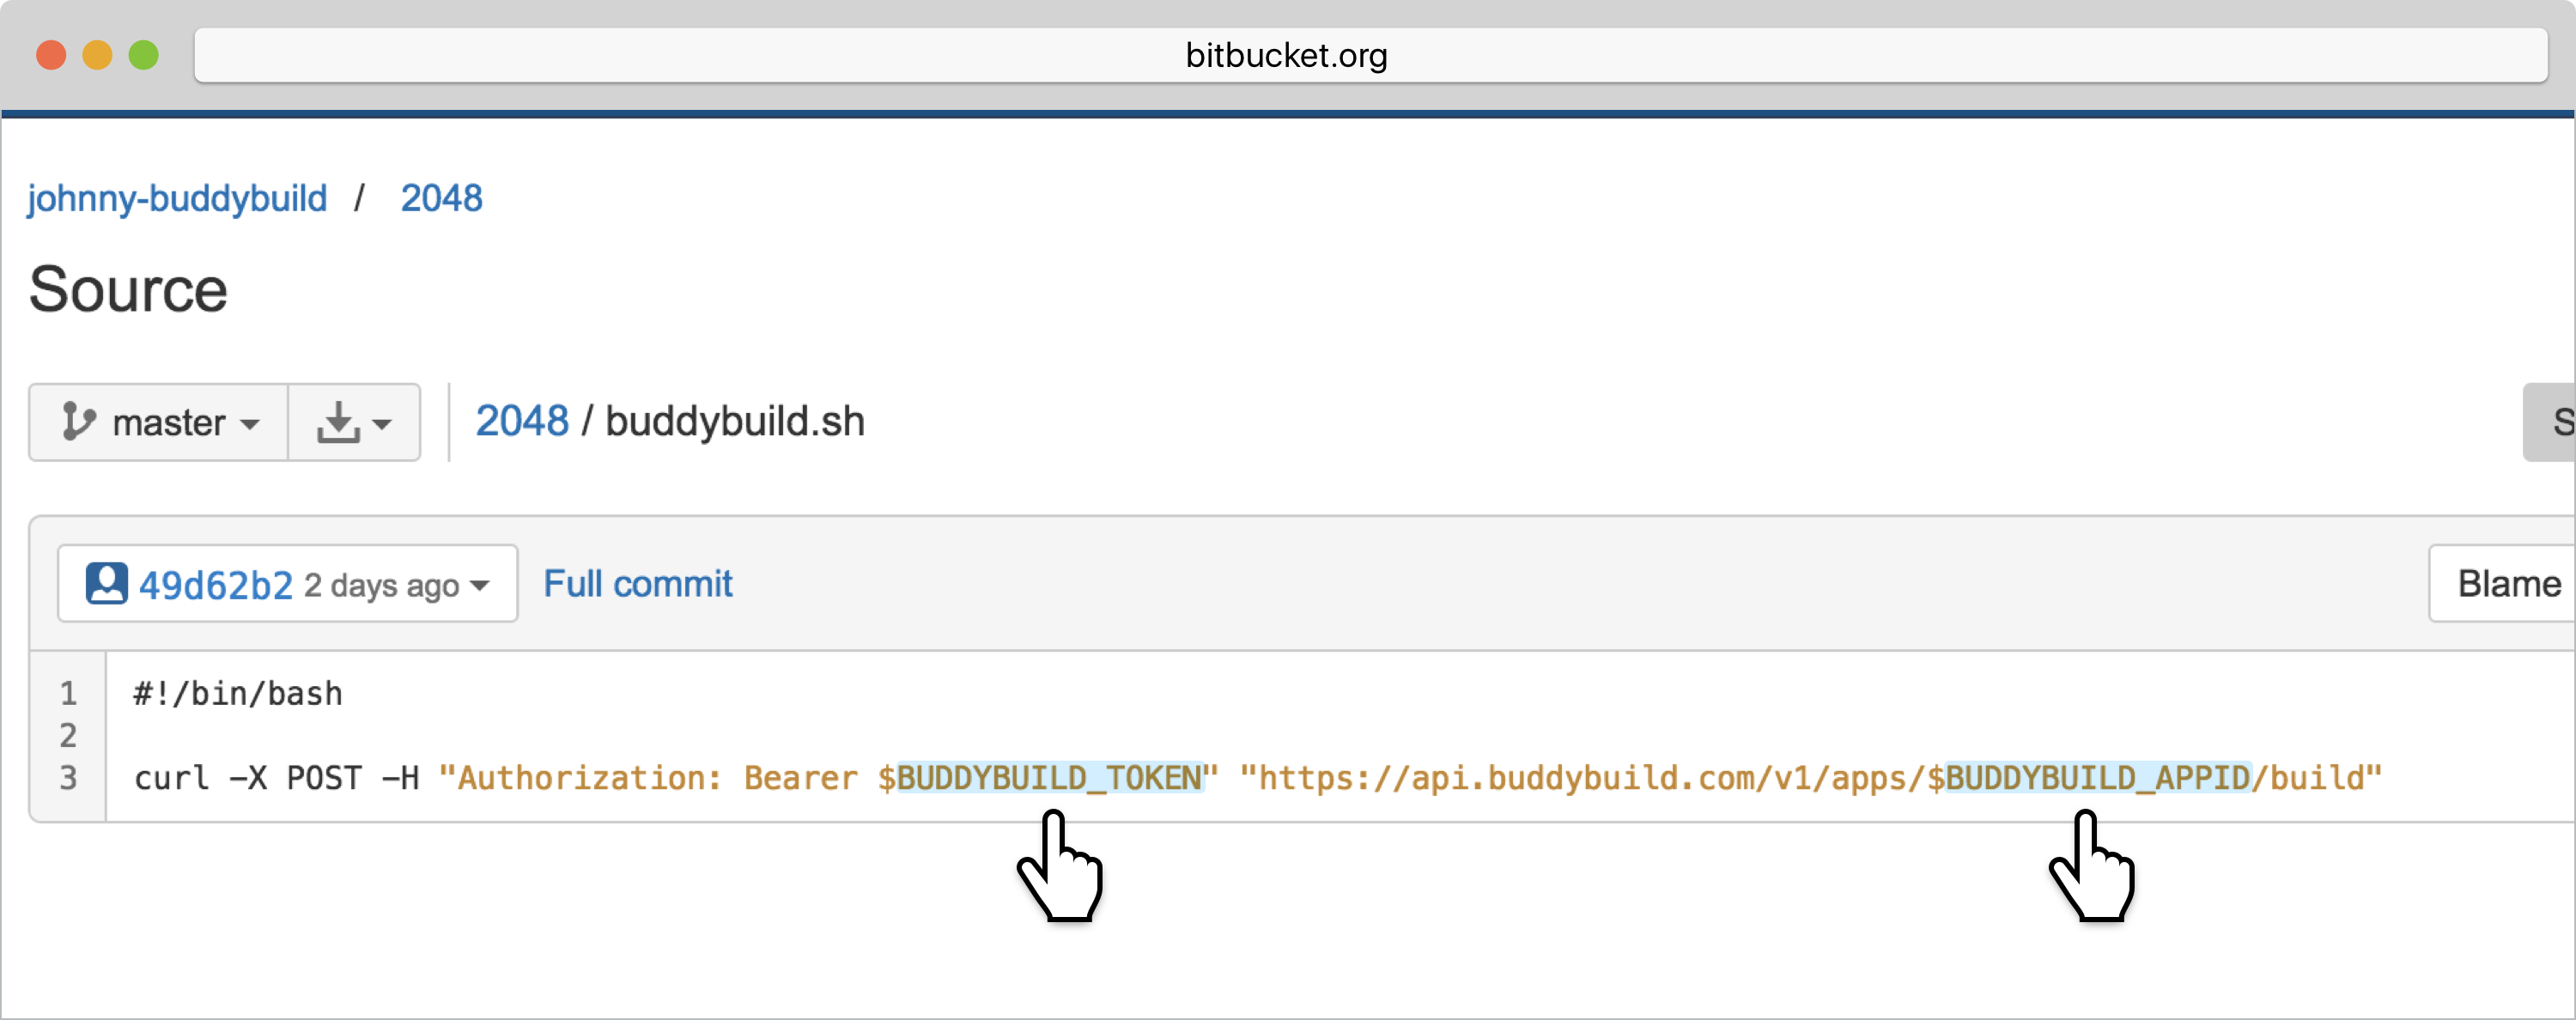 bitbucket.org
johnny-buddybuild / 2048
Source
master 2048 / buddybuild.sh S
49d62b2 2 days ago Full commit Blame
1 #!/bin/bash
2
3 curl -X POST -H "Authorization: Bearer $BUDDYBUILD_TOKEN" "https://api.buddybuild.com/v1/apps/$BUDDYBUILD_APPID/build"